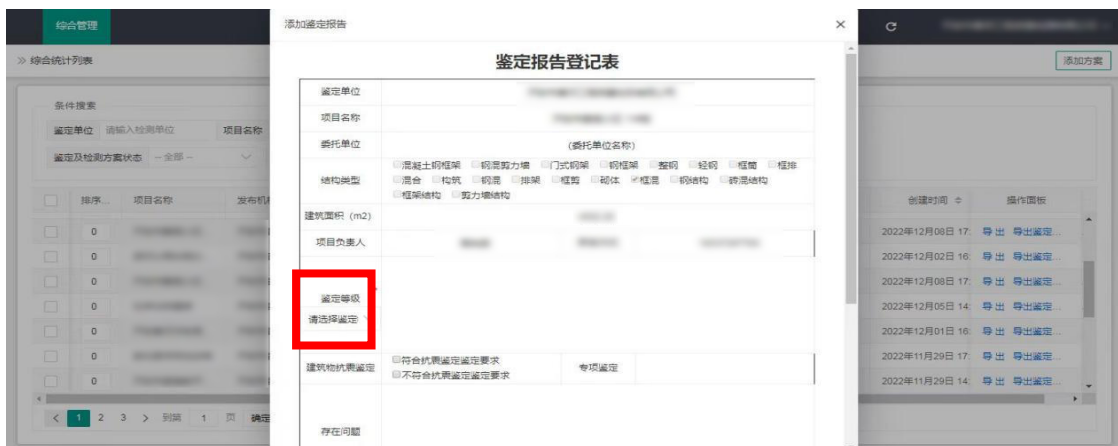 综合管理
添加鉴定报告
综合统计列表
添加方案
鉴定报告登记表
条件搜索
鉴定单位 请输入检测单位 项目名称
鉴定及检测方案状态 --全部--
排序... 项目名称 发布机构
创建时间 操作面板
0
2022年12月08日 17: 导出 导出鉴定...
0
2022年12月02日 16: 导出 导出鉴定...
0
2022年12月08日 17: 导出 导出鉴定...
0
2022年12月05日 14: 导出 导出鉴定...
0
2022年12月01日 16: 导出 导出鉴定...
0
2022年11月29日 17: 导出 导出鉴定...
0
2022年11月29日 14: 导出 导出鉴定...
< 1 2 3 > 到第 1 页 确定
鉴定单位
项目名称
委托单位 (委托单位名称)
结构类型
混凝土钢框架 钢混剪力墙 门式钢架 钢框架 整钢 轻钢 框筒 框排
混合 构筑 钢混 排架 框剪 砌体 框混 钢结构 砖混结构
框架结构 剪力墙结构
建筑面积 (m2)
项目负责人
鉴定等级
请选择鉴定
建筑物抗震鉴定
符合抗震鉴定鉴定要求
不符合抗震鉴定鉴定要求
专项鉴定
存在问题